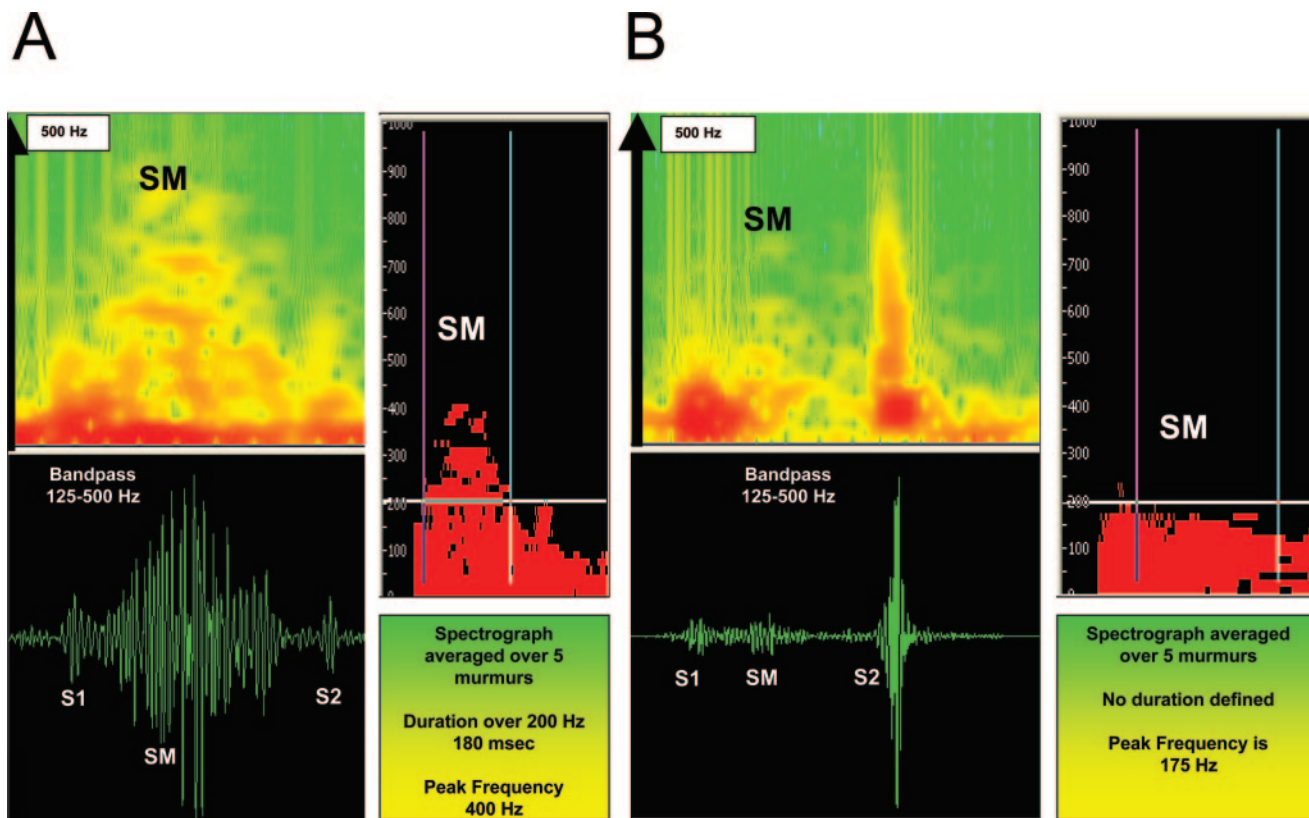 A
500 Hz
SM
Bandpass
125-500 Hz
S1
SM
S2
1000
900
800
700
600
500
400
300
200
100
0
SM
Spectrograph
averaged over 5
murmurs
Duration over 200 Hz
180 msec
Peak Frequency
400 Hz
B
500 Hz
SM
Bandpass
125-500 Hz
S1
SM
S2
1000
900
800
700
600
500
400
300
200
100
0
SM
Spectrograph averaged
over 5 murmurs
No duration defined
Peak Frequency is
175 Hz